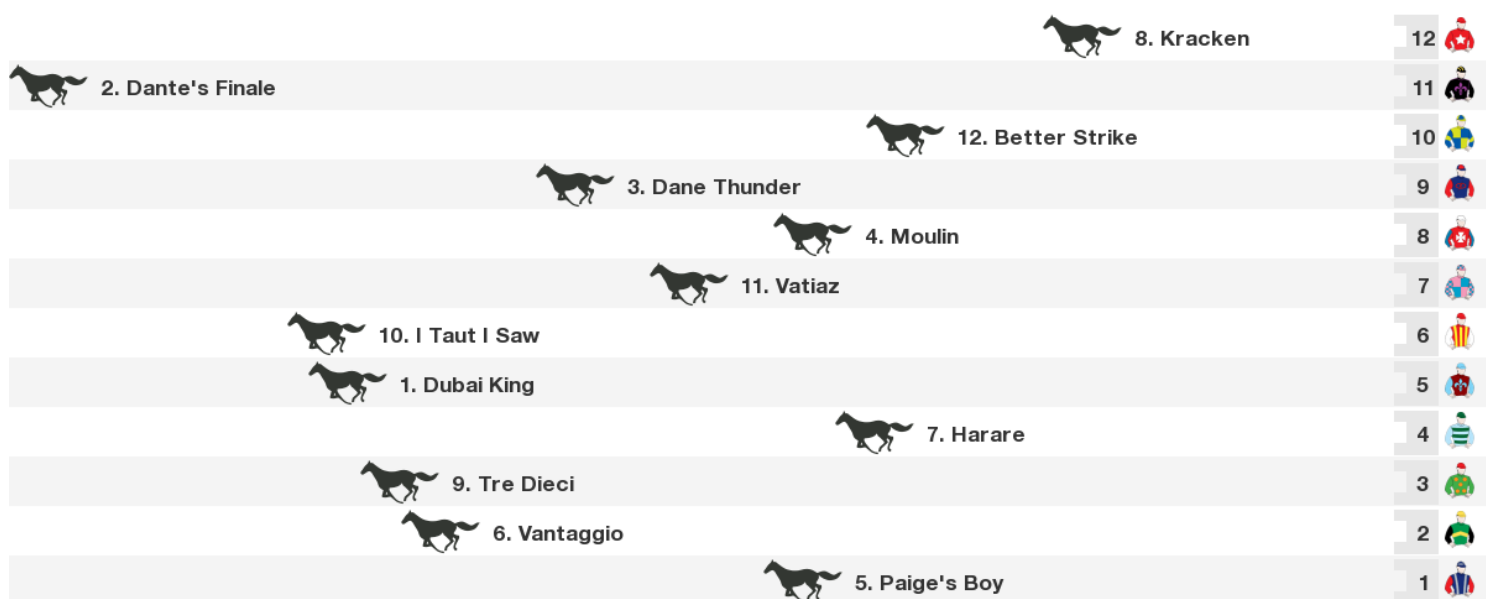 8. Kracken 12
2. Dante's Finale 11
12. Better Strike 10
3. Dane Thunder 9
4. Moulin 8
11. Vatiaz 7
10. I Taut I Saw 6
1. Dubai King 5
7. Harare 4
9. Tre Dieci 3
6. Vantaggio 2
5. Paige's Boy 1